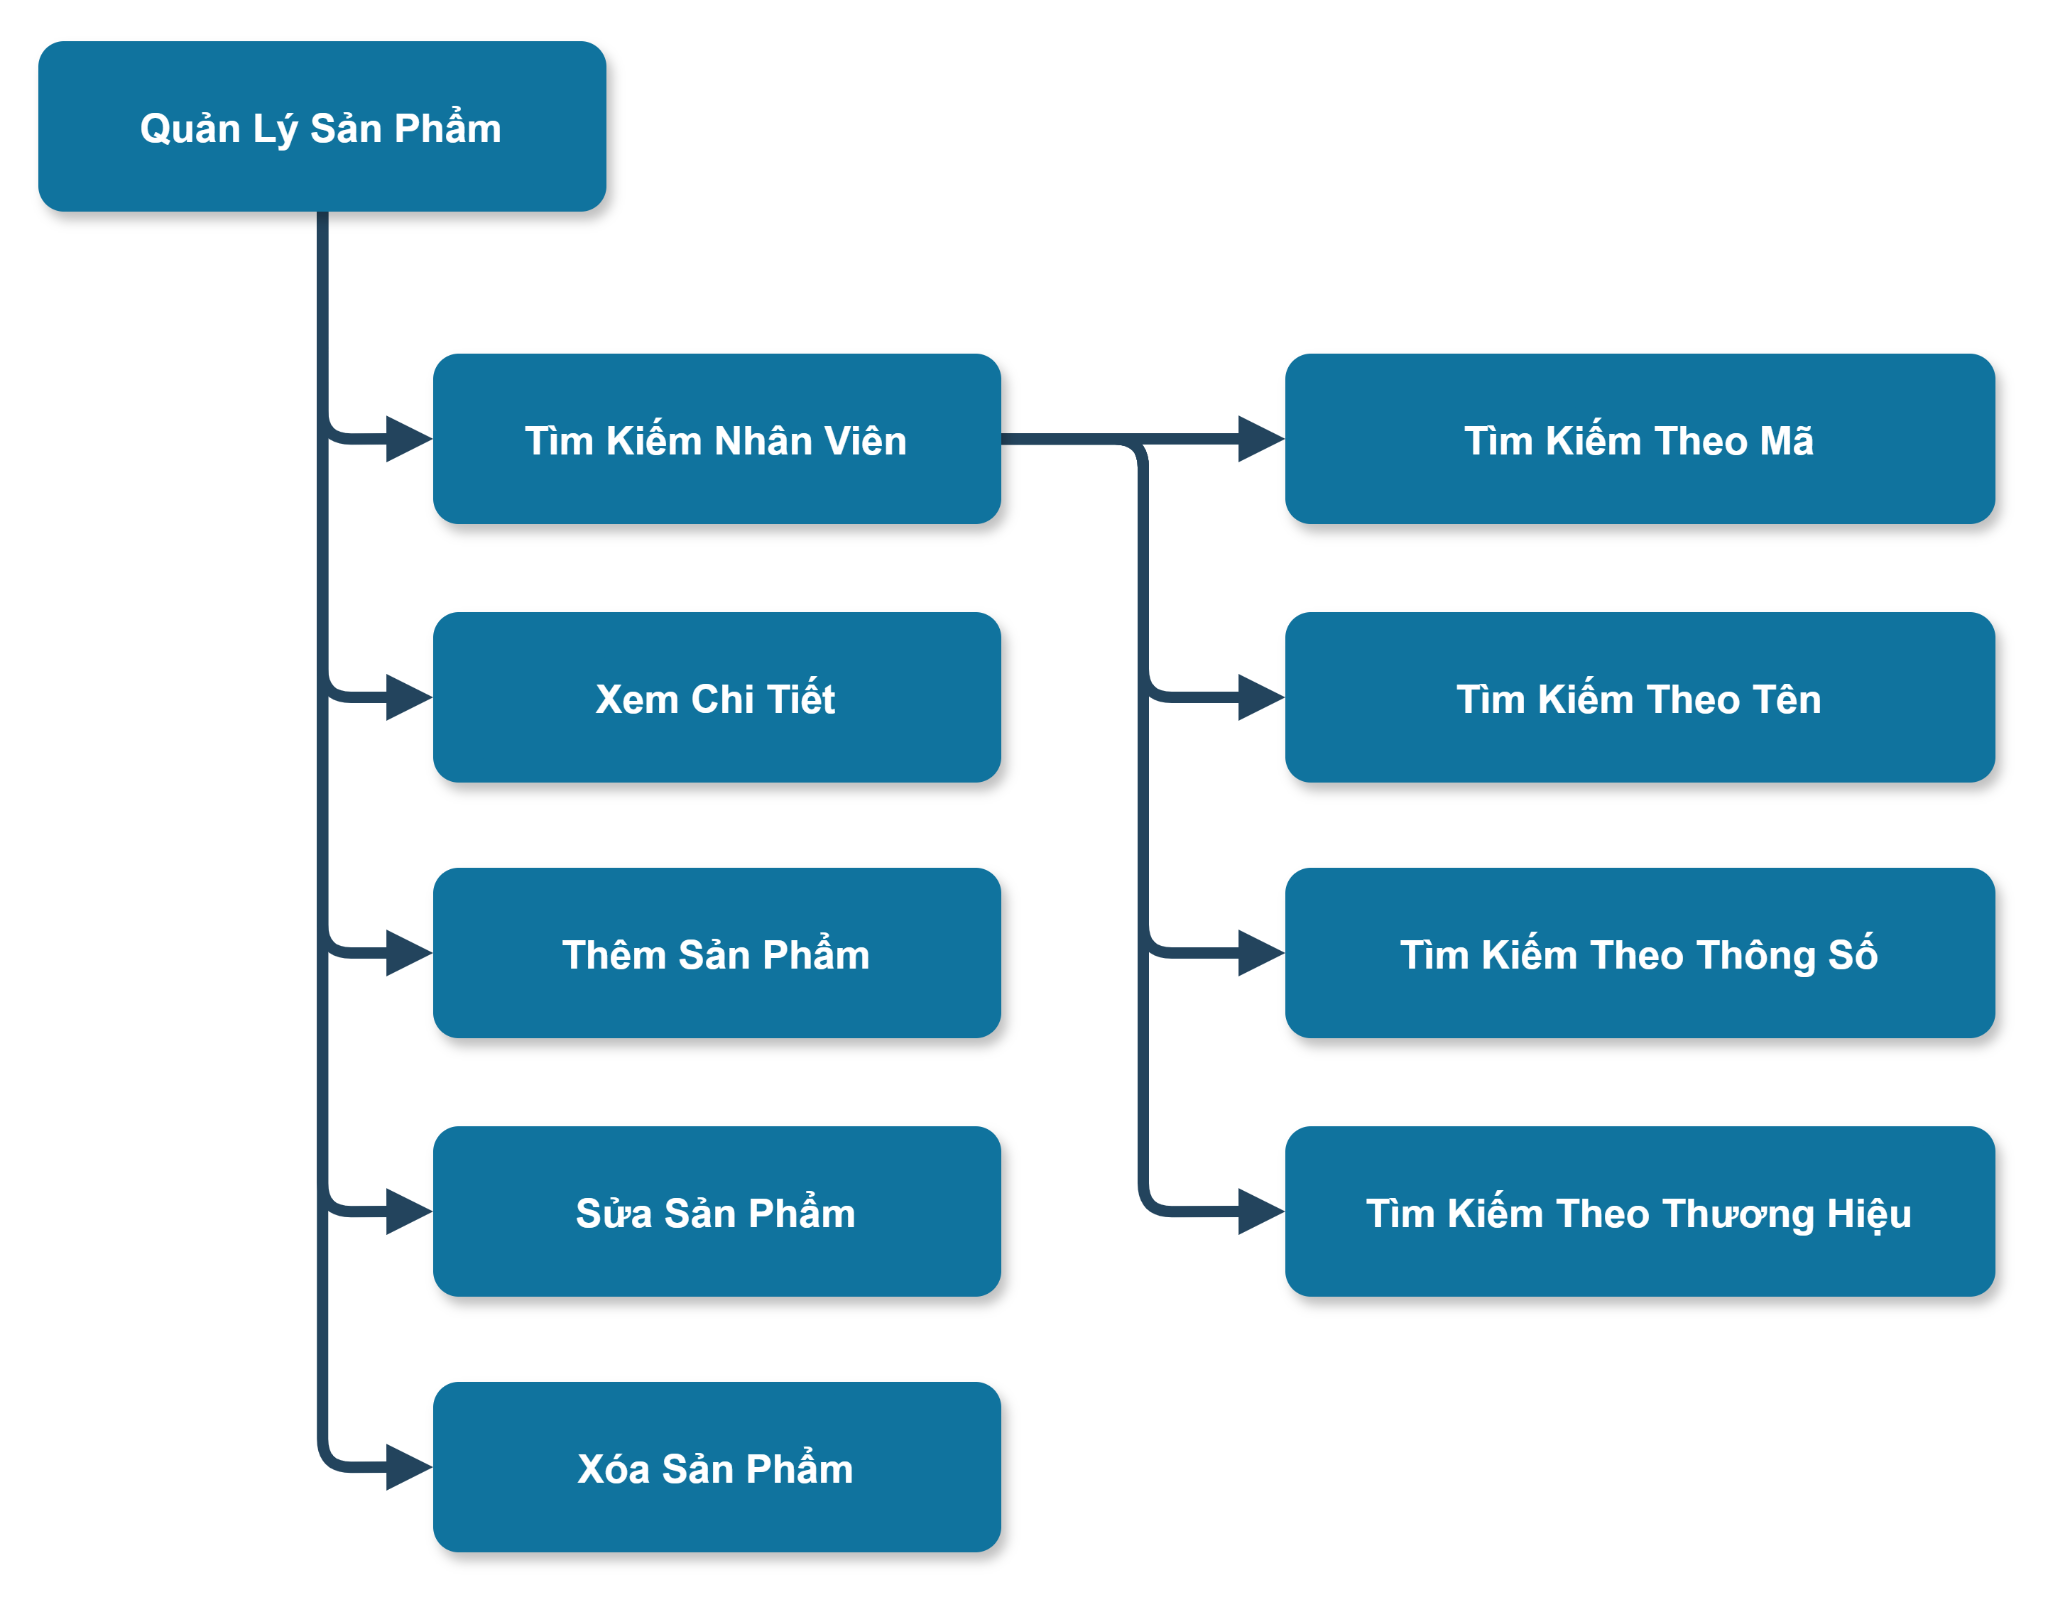 Quản Lý Sản Phẩm
Tìm Kiếm Nhân Viên
Tìm Kiếm Theo Mã
Xem Chi Tiết
Tìm Kiếm Theo Tên
Thêm Sản Phẩm
Tìm Kiếm Theo Thông Số
Sửa Sản Phẩm
Tìm Kiếm Theo Thương Hiệu
Xóa Sản Phẩm